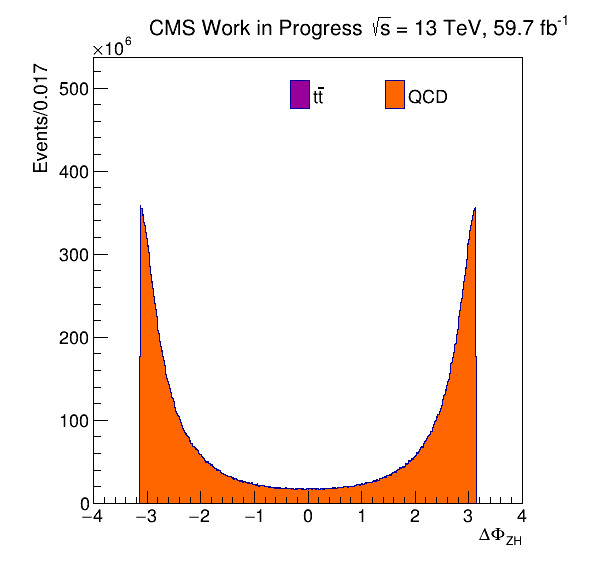 CMS Work in Progress √s = 13 TeV, 59.7 fb⁻¹
×10⁶
Events/0.017
tt̅
QCD
500
400
300
200
100
0
−4 −3 −2 −1 0 1 2 3 4
ΔΦ_ZH